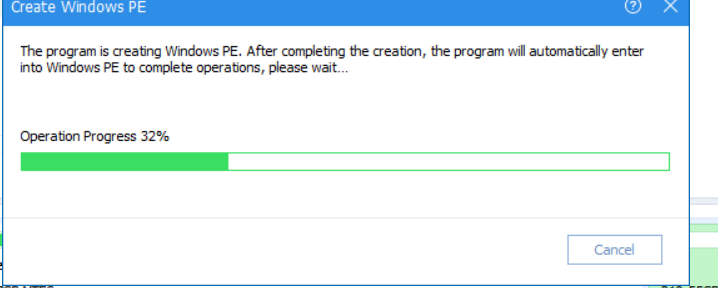 Create Windows PE
The program is creating Windows PE. After completing the creation, the program will automatically enter
into Windows PE to complete operations, please wait...
Operation Progress 32%
Cancel